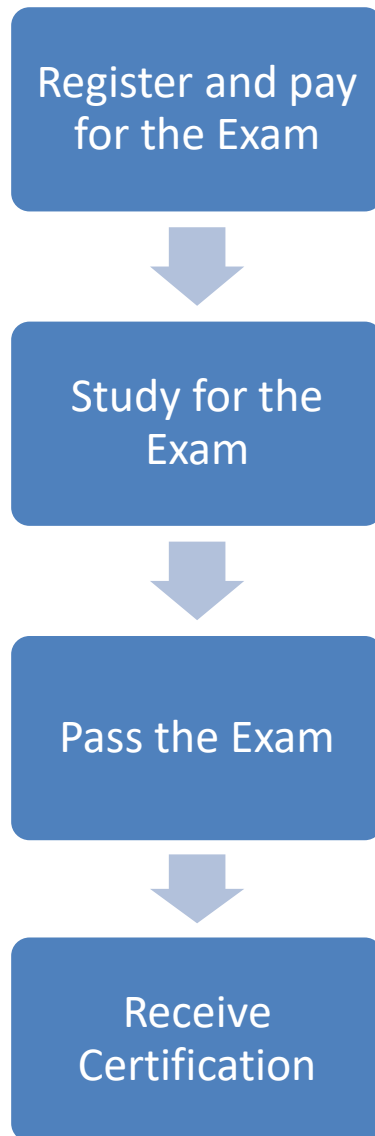 Register and pay
for the Exam
Study for the
Exam
Pass the Exam
Receive
Certification